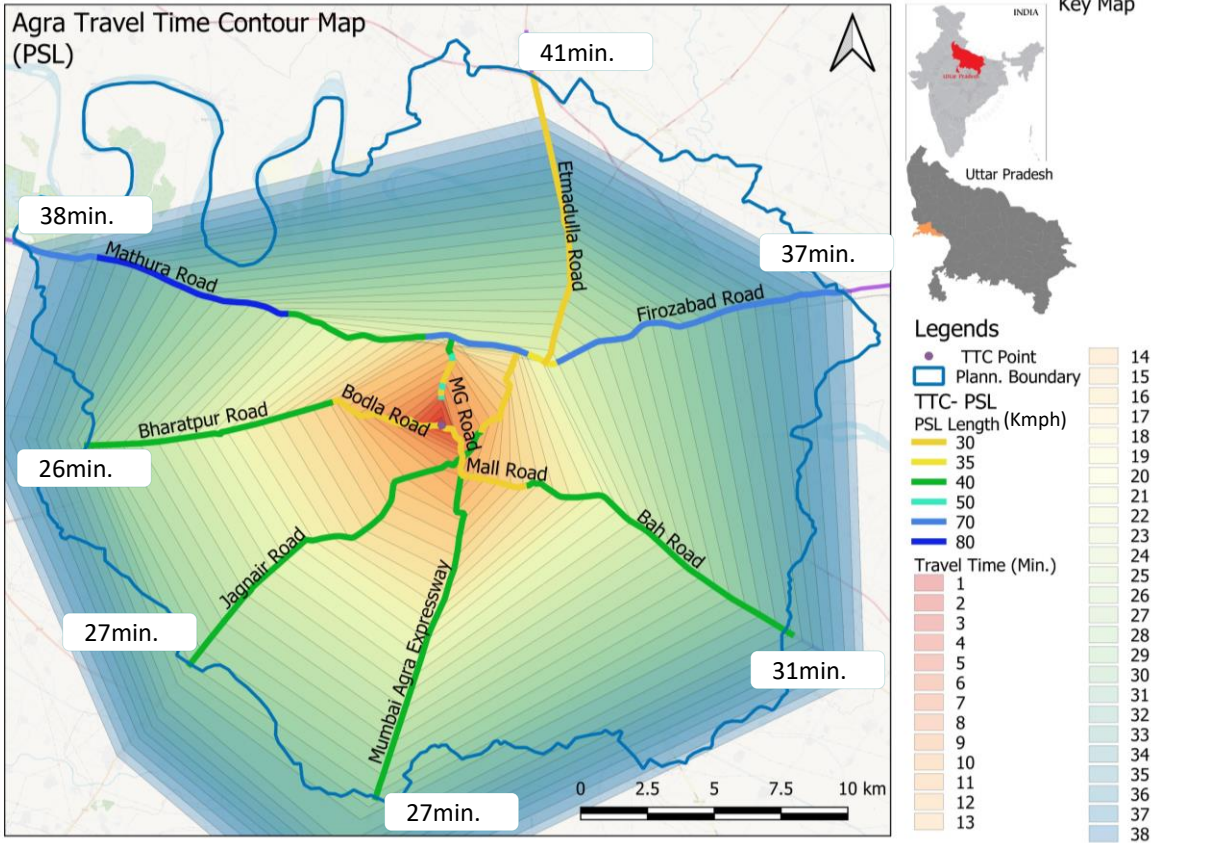 Agra Travel Time Contour Map
(PSL)
41min.
38min.
37min.
26min.
27min.
31min.
27min.
Mathura Road
Etmadulla Road
Firozabad Road
Bharatpur Road
Bodla Road
MG Road
Mall Road
Bah Road
Jagnair Road
Mumbai Agra Expressway
0 2.5 5 7.5 10 km
Key Map
INDIA
Uttar Pradesh
Uttar Pradesh
Legends
TTC Point
Plann. Boundary
TTC- PSL
PSL Length (Kmph)
30
35
40
50
70
80
Travel Time (Min.)
1
2
3
4
5
6
7
8
9
10
11
12
13
14
15
16
17
18
19
20
21
22
23
24
25
26
27
28
29
30
31
32
33
34
35
36
37
38